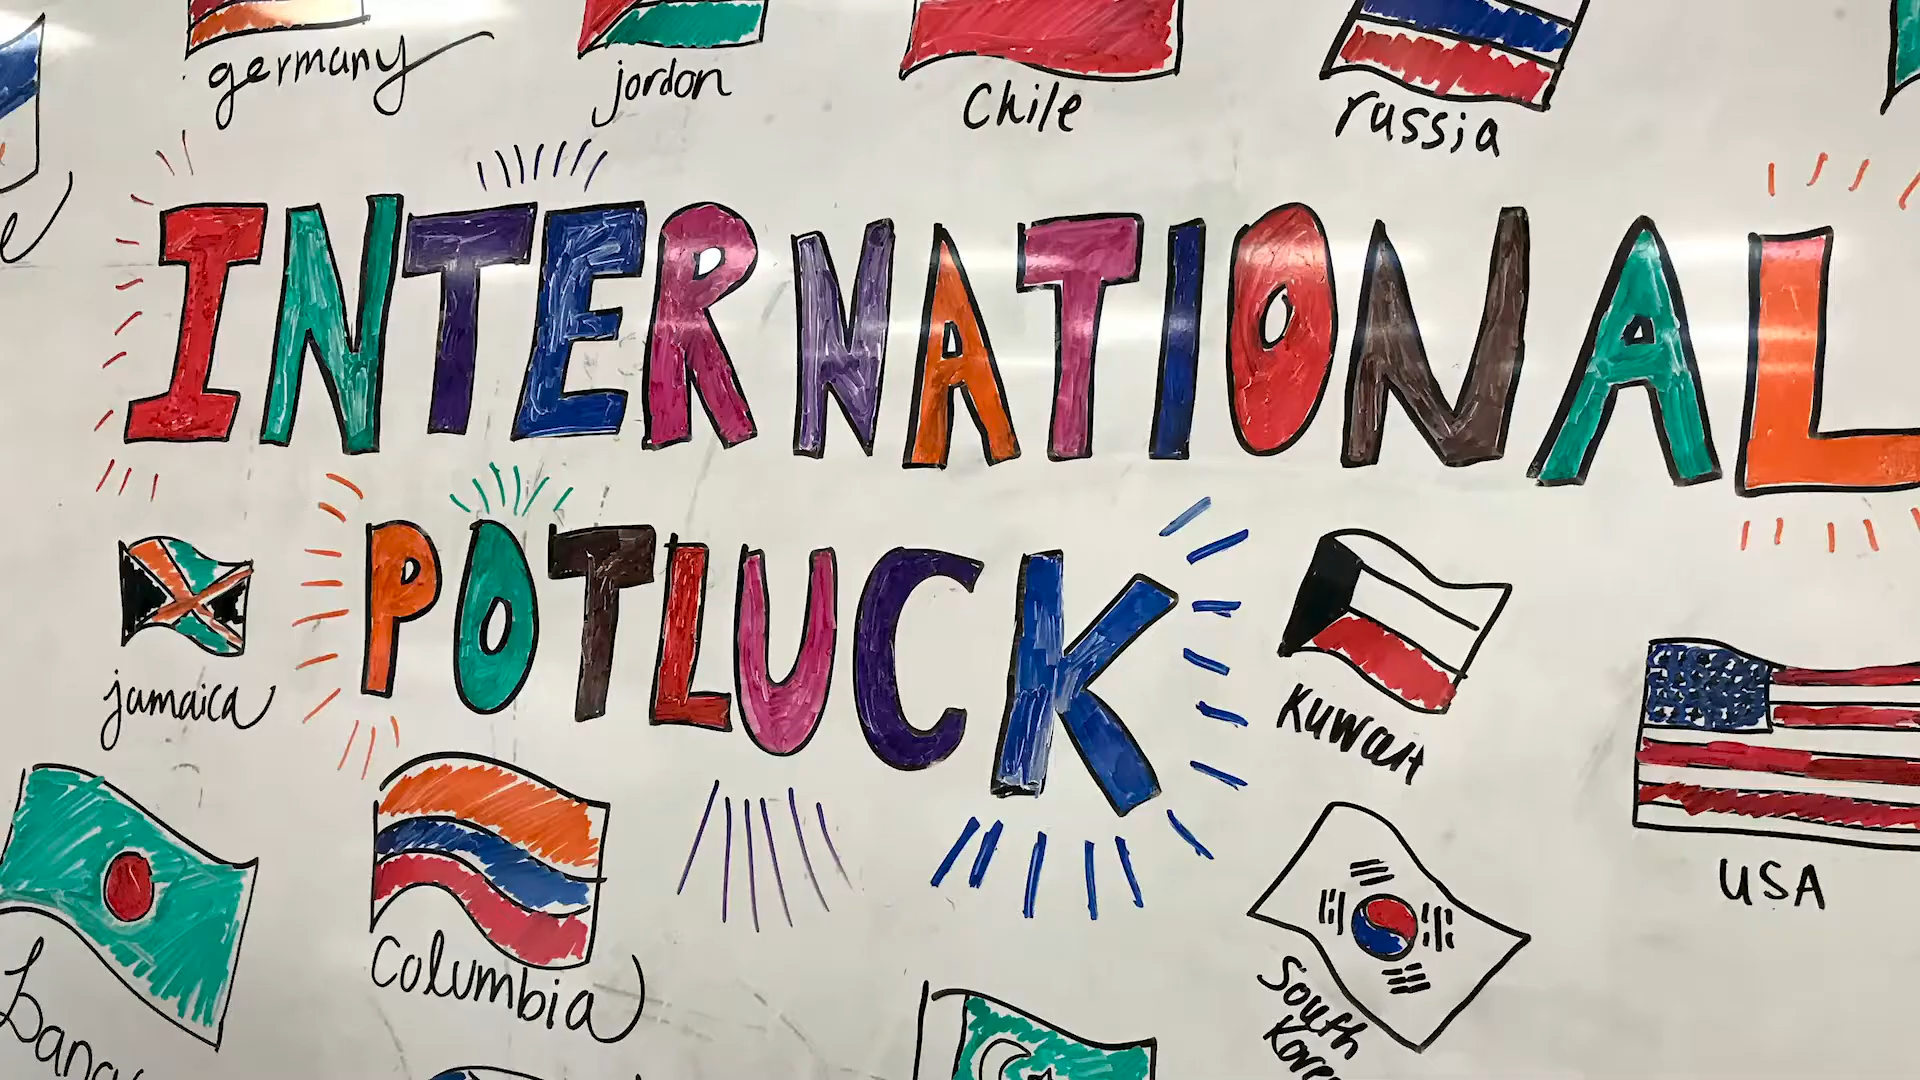 germany
jordon
Chile
russia
INTERNATIONAL
POTLUCK
jamaica
Kuwait
USA
Columbia
South